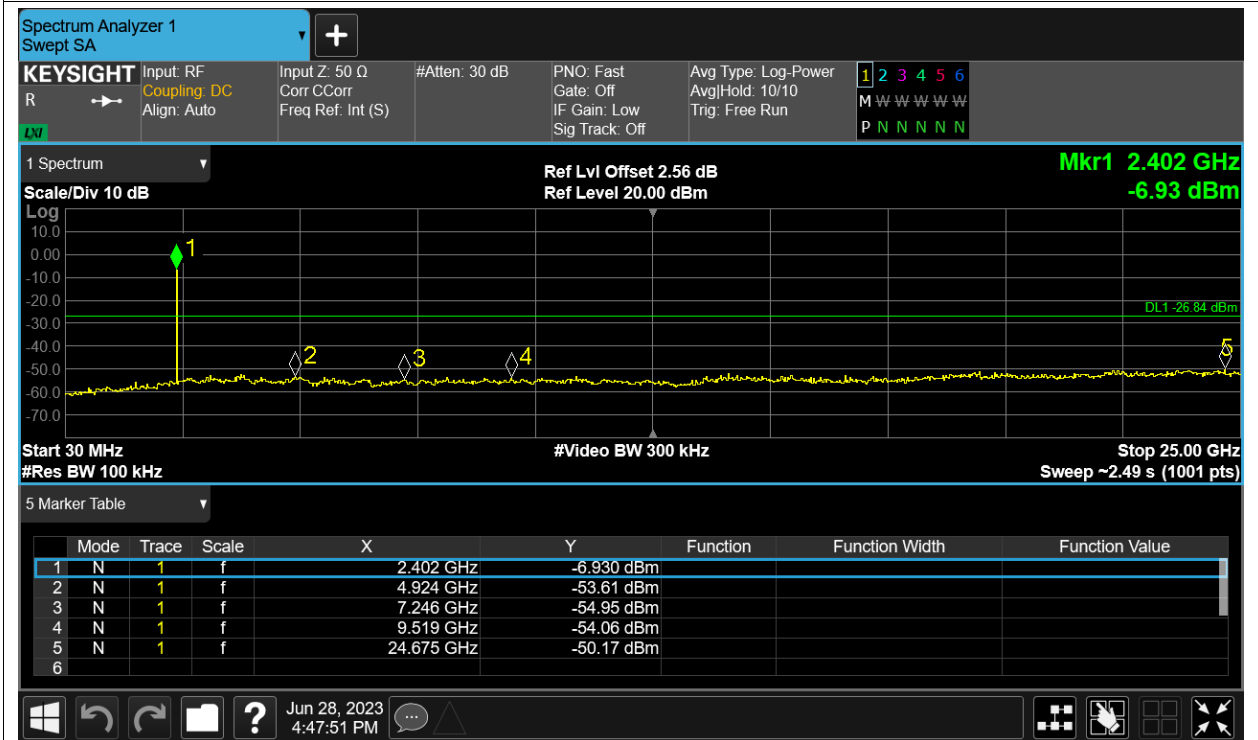 Spectrum Analyzer 1
Swept SA
+
KEYSIGHT
R
LXI
Input: RF
Coupling: DC
Align: Auto
Input Z: 50 Ω
Corr CCorr
Freq Ref: Int (S)
#Atten: 30 dB
PNO: Fast
Gate: Off
IF Gain: Low
Sig Track: Off
Avg Type: Log-Power
Avg|Hold: 10/10
Trig: Free Run
1 2 3 4 5 6
M W W W W W
P N N N N N
1 Spectrum
Scale/Div 10 dB
Ref Lvl Offset 2.56 dB
Ref Level 20.00 dBm
Mkr1 2.402 GHz
-6.93 dBm
Log
10.0
0.00
-10.0
-20.0
-30.0
-40.0
-50.0
-60.0
-70.0
1
2
3
4
5
DL1 -26.84 dBm
Start 30 MHz
#Video BW 300 kHz
Stop 25.00 GHz
#Res BW 100 kHz
Sweep ~2.49 s (1001 pts)
5 Marker Table
Mode Trace Scale X Y Function Function Width Function Value
1 N 1 f 2.402 GHz -6.930 dBm
2 N 1 f 4.924 GHz -53.61 dBm
3 N 1 f 7.246 GHz -54.95 dBm
4 N 1 f 9.519 GHz -54.06 dBm
5 N 1 f 24.675 GHz -50.17 dBm
6
?
Jun 28, 2023
4:47:51 PM